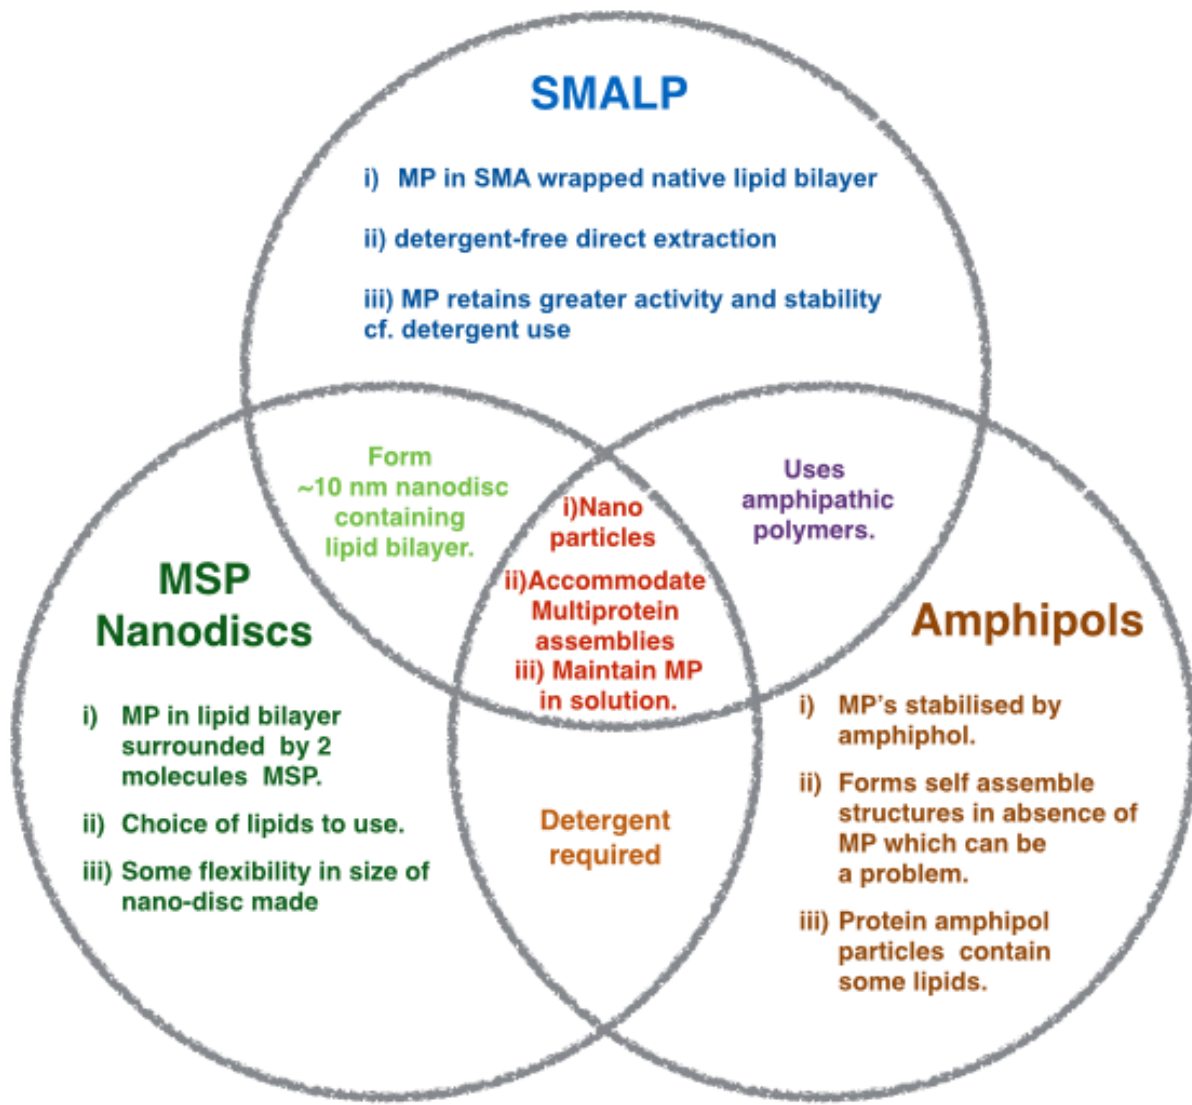 SMALP
i) MP in SMA wrapped native lipid bilayer
ii) detergent-free direct extraction
iii) MP retains greater activity and stability
cf. detergent use
Form
~10 nm nanodisc
containing
lipid bilayer.
i)Nano
particles
ii)Accommodate
Multiprotein
assemblies
iii) Maintain MP
in solution.
Uses
amphipathic
polymers.
MSP
Nanodiscs
i) MP in lipid bilayer
surrounded by 2
molecules MSP.
ii) Choice of lipids to use.
iii) Some flexibility in size of
nano-disc made
Detergent
required
Amphipols
i) MP's stabilised by
amphiphol.
ii) Forms self assemble
structures in absence of
MP which can be
a problem.
iii) Protein amphipol
particles contain
some lipids.